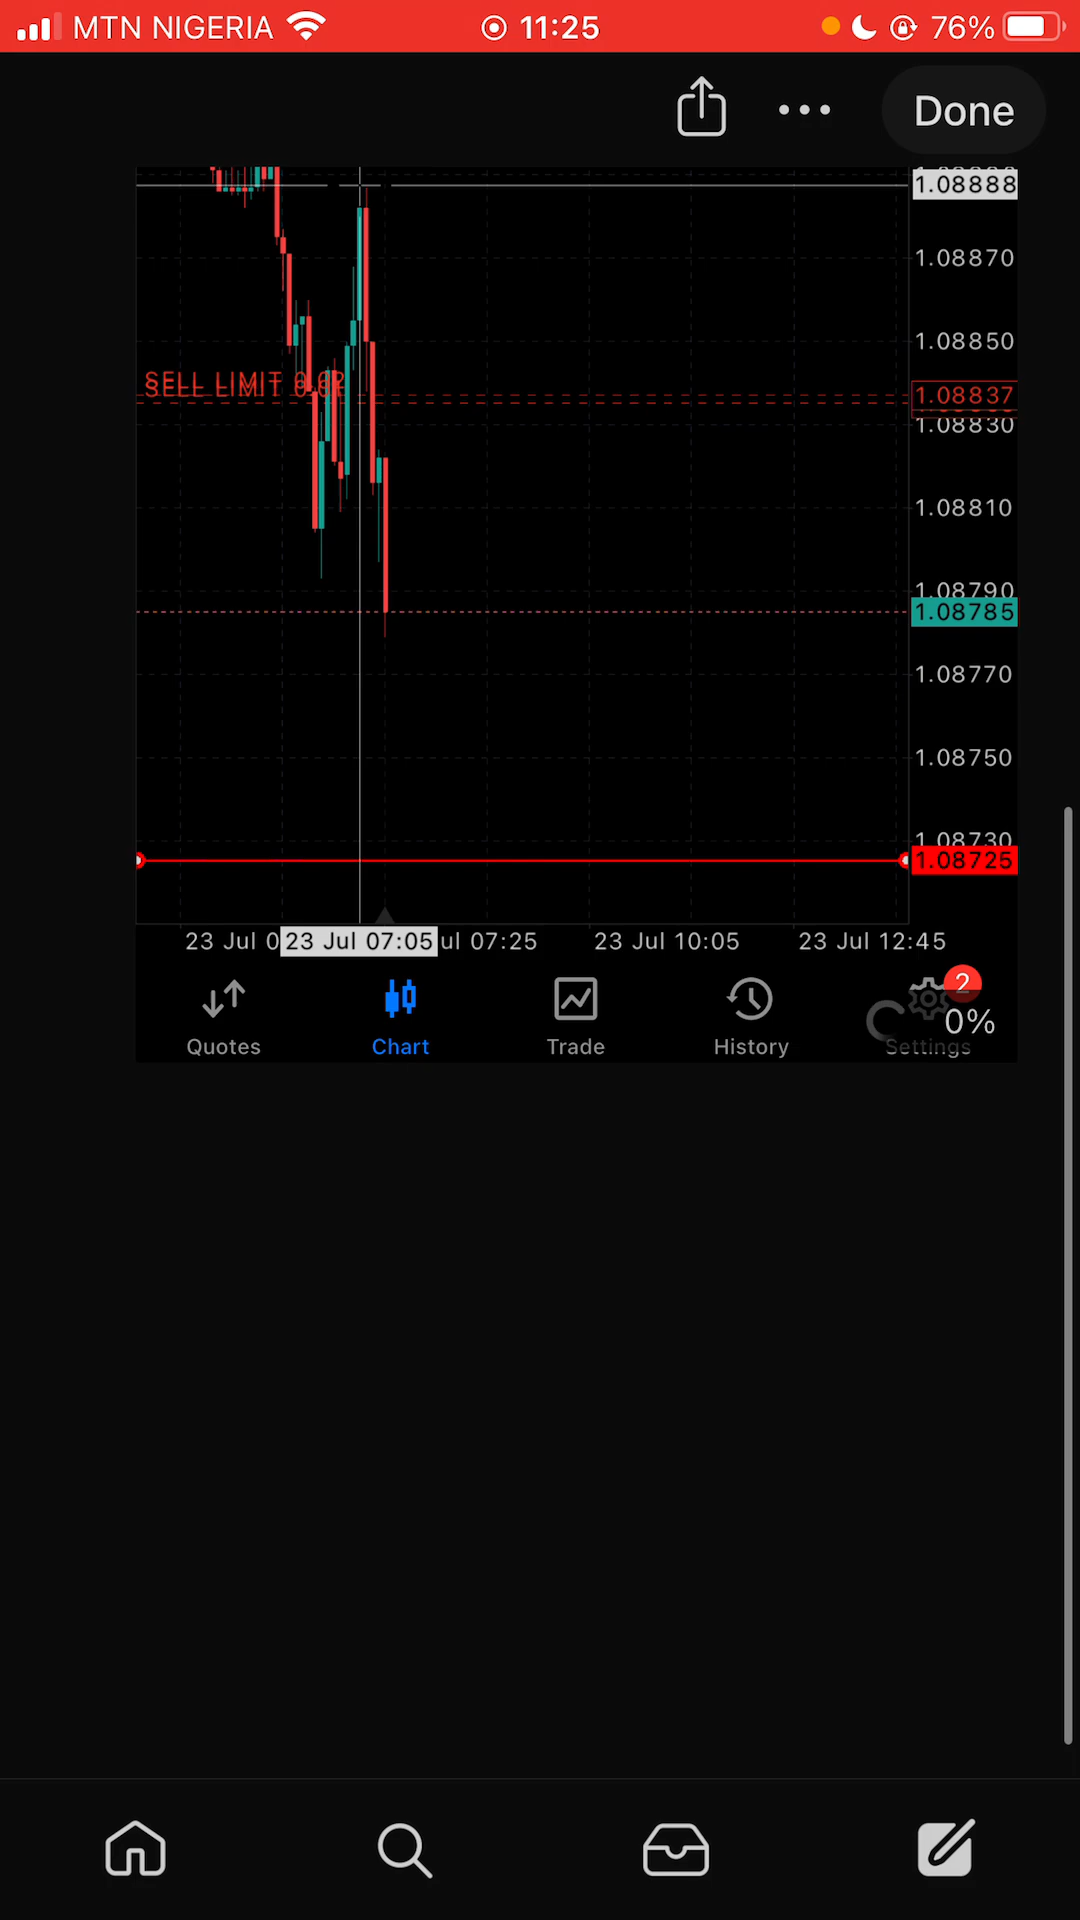 MTN NIGERIA 11:25 76%
Done
1.08888
1.08870
1.08850
SELL LIMIT
1.08837
1.08830
1.08810
1.08790
1.08785
1.08770
1.08750
1.08730
1.08725
23 Jul 0 23 Jul 07:05 ul 07:25 23 Jul 10:05 23 Jul 12:45
2
0%
Quotes Chart Trade History Settings